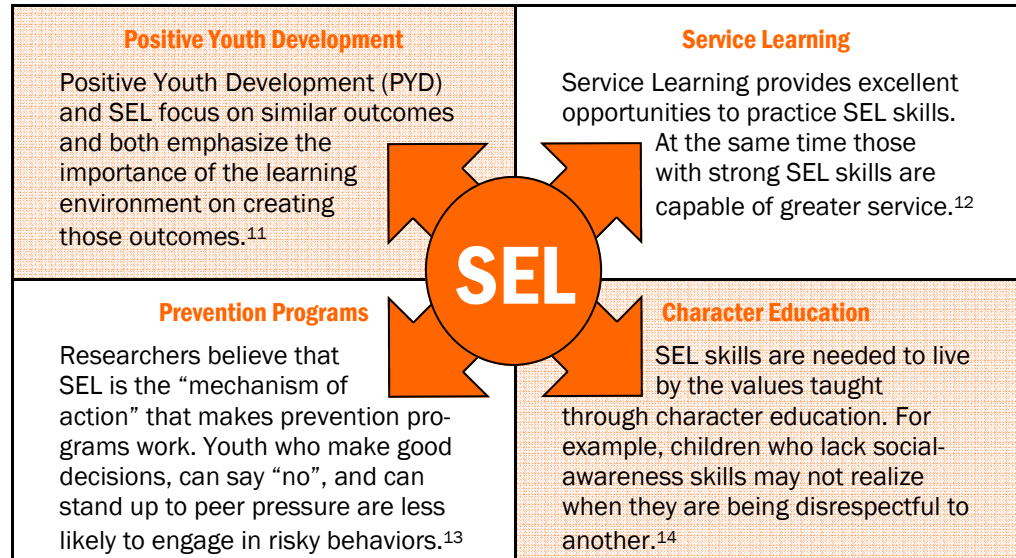 Positive Youth Development
Positive Youth Development (PYD)
and SEL focus on similar outcomes
and both emphasize the
importance of the learning
environment on creating
those outcomes.11
Service Learning
Service Learning provides excellent
opportunities to practice SEL skills.
At the same time those
with strong SEL skills are
capable of greater service.12
SEL
Prevention Programs
Researchers believe that
SEL is the “mechanism of
action” that makes prevention pro-
grams work. Youth who make good
decisions, can say “no”, and can
stand up to peer pressure are less
likely to engage in risky behaviors.13
Character Education
SEL skills are needed to live
by the values taught
through character education. For
example, children who lack social-
awareness skills may not realize
when they are being disrespectful to
another.14